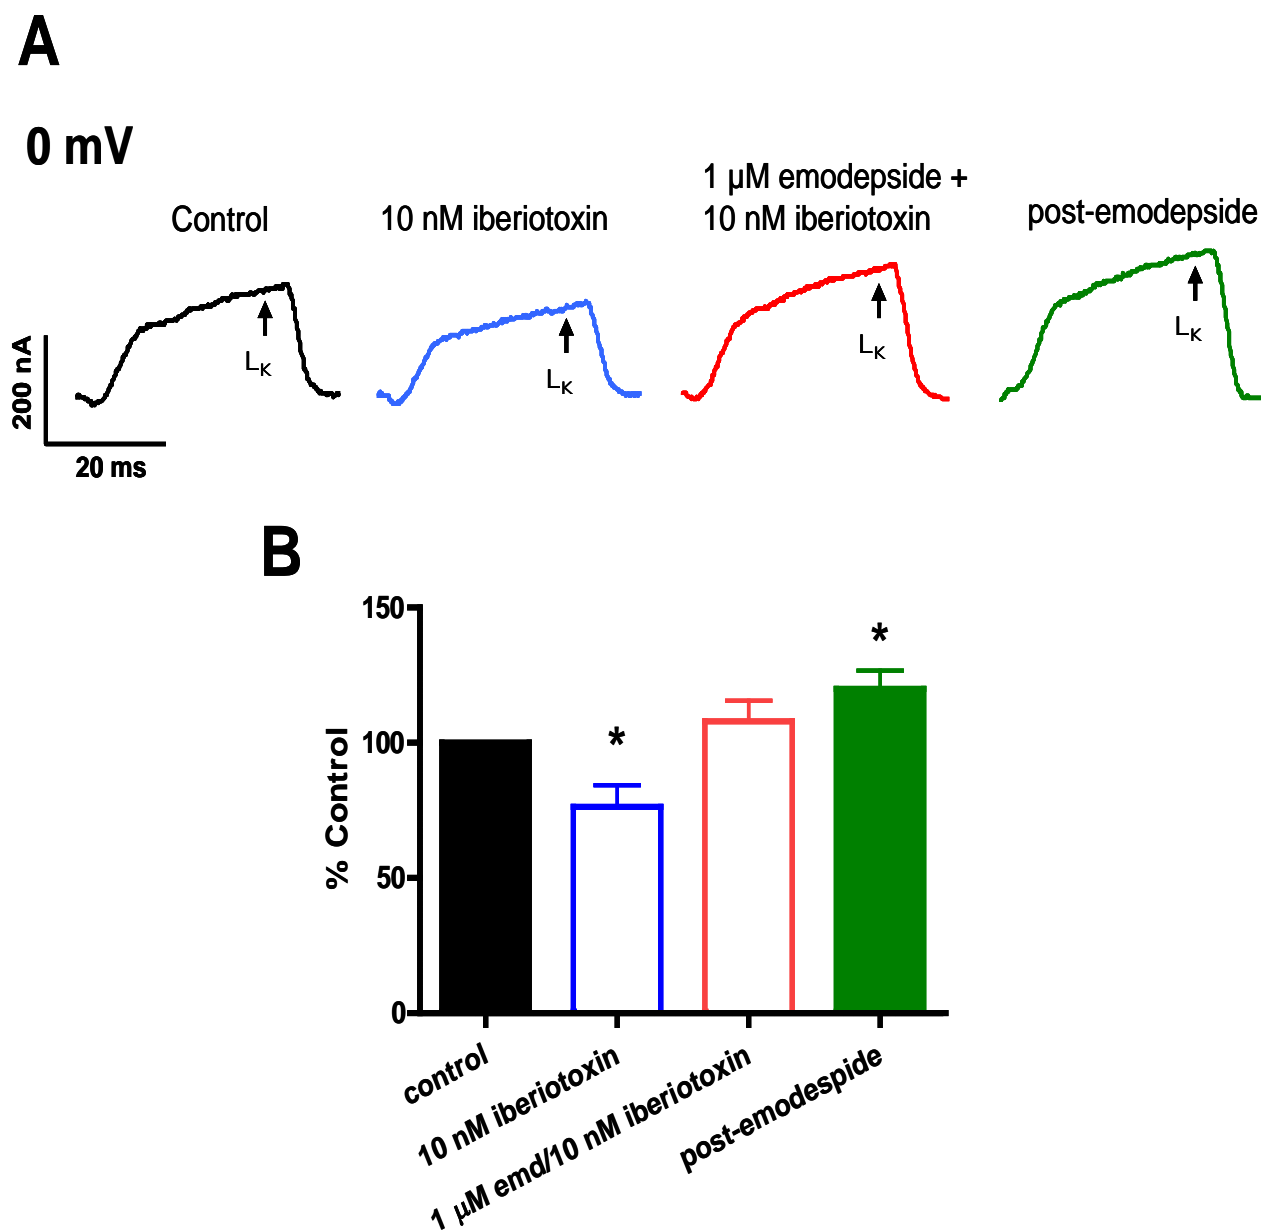 A
0 mV
Control
10 nM iberiotoxin
1 µM emodepside +
10 nM iberiotoxin
post-emodepside
LK
LK
LK
LK
200 nA
20 ms
B
150
100
50
0
% Control
*
*
control
10 nM iberiotoxin
1 µM emd/10 nM iberiotoxin
post-emodespide